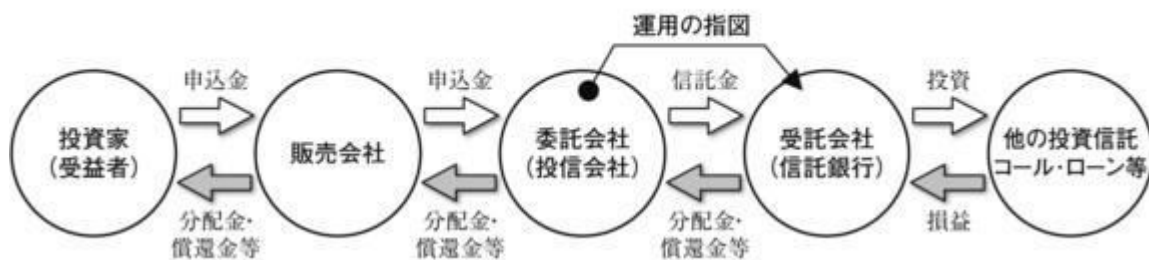 運用の指図
申込金
申込金
信託金
投資
投資家
(受益者)
販売会社
委託会社
(投信会社)
受託会社
(信託銀行)
他の投資信託
コール・ローン等
分配金・
償還金等
分配金・
償還金等
分配金・
償還金等
損益